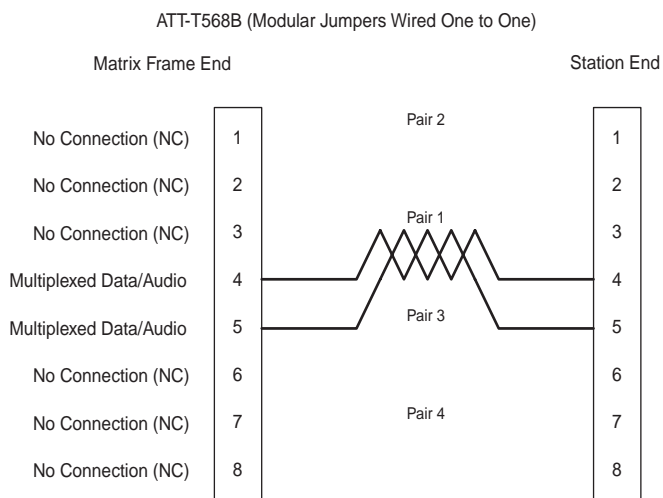 ATT-T568B (Modular Jumpers Wired One to One)
Matrix Frame End
Station End
Pair 2
No Connection (NC) 1 1
No Connection (NC) 2 2
Pair 1
No Connection (NC) 3 3
Multiplexed Data/Audio 4 4
Pair 3
Multiplexed Data/Audio 5 5
No Connection (NC) 6 6
Pair 4
No Connection (NC) 7 7
No Connection (NC) 8 8